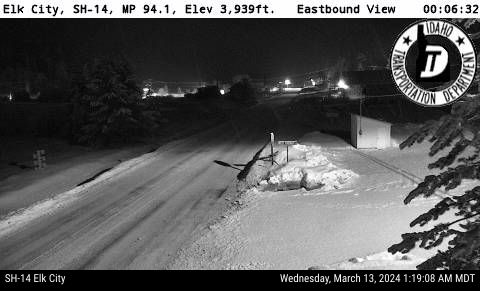 Elk City, SH-14, MP 94.1, Elev 3,939ft.   Eastbound View   00:06:32
IDAHO
TRANSPORTATION DEPARTMENT
SH-14 Elk City   Wednesday, March 13, 2024 1:19:08 AM MDT